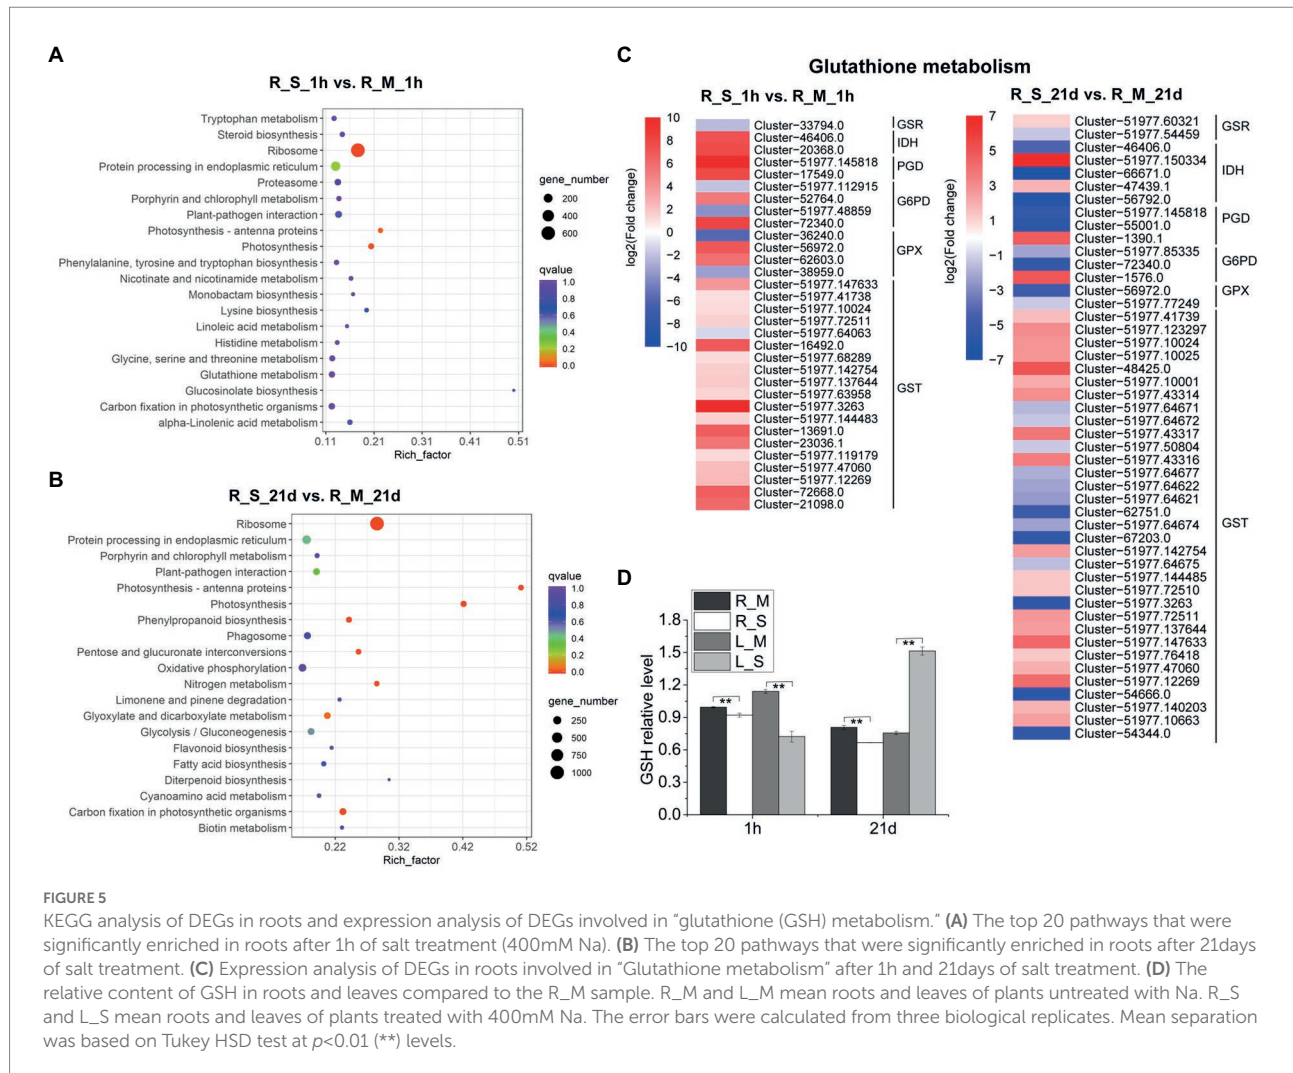 A
R_S_1h vs. R_M_1h
Tryptophan metabolism
Steroid biosynthesis
Ribosome
Protein processing in endoplasmic reticulum
Proteasome
Porphyrin and chlorophyll metabolism
Plant-pathogen interaction
Photosynthesis - antenna proteins
Photosynthesis
Phenylalanine, tyrosine and tryptophan biosynthesis
Nicotinate and nicotinamide metabolism
Monobactam biosynthesis
Lysine biosynthesis
Linoleic acid metabolism
Histidine metabolism
Glycine, serine and threonine metabolism
Glutathione metabolism
Glucosinolate biosynthesis
Carbon fixation in photosynthetic organisms
alpha-Linolenic acid metabolism
0.11 0.21 0.31 0.41 0.51
Rich_factor
gene_number
200
400
600
qvalue
1.0
0.8
0.6
0.4
0.2
0.0
B
R_S_21d vs. R_M_21d
Ribosome
Protein processing in endoplasmic reticulum
Porphyrin and chlorophyll metabolism
Plant-pathogen interaction
Photosynthesis - antenna proteins
Photosynthesis
Phenylpropanoid biosynthesis
Phagosome
Pentose and glucuronate interconversions
Oxidative phosphorylation
Nitrogen metabolism
Limonene and pinene degradation
Glyoxylate and dicarboxylate metabolism
Glycolysis / Gluconeogenesis
Flavonoid biosynthesis
Fatty acid biosynthesis
Diterpenoid biosynthesis
Cyanoamino acid metabolism
Carbon fixation in photosynthetic organisms
Biotin metabolism
0.22 0.32 0.42 0.52
Rich_factor
qvalue
1.0
0.8
0.6
0.4
0.2
0.0
gene_number
250
500
750
1000
C
Glutathione metabolism
R_S_1h vs. R_M_1h
10
8
6
4
2
0
−2
−4
−6
−8
−10
log2(Fold change)
Cluster−33794.0
Cluster−46406.0
Cluster−20368.0
Cluster−51977.145818
Cluster−17549.0
Cluster−51977.112915
Cluster−52764.0
Cluster−51977.48859
Cluster−72340.0
Cluster−36240.0
Cluster−56972.0
Cluster−62603.0
Cluster−38959.0
Cluster−51977.147633
Cluster−51977.41738
Cluster−51977.10024
Cluster−51977.72511
Cluster−51977.64063
Cluster−16492.0
Cluster−51977.68289
Cluster−51977.142754
Cluster−51977.137644
Cluster−51977.63958
Cluster−51977.3263
Cluster−51977.144483
Cluster−13691.0
Cluster−23036.1
Cluster−51977.119179
Cluster−51977.47060
Cluster−51977.12269
Cluster−72668.0
Cluster−21098.0
GSR
IDH
PGD
G6PD
GPX
GST
R_S_21d vs. R_M_21d
7
5
3
1
−1
−3
−5
−7
log2(Fold change)
Cluster−51977.60321
Cluster−51977.54459
Cluster−46406.0
Cluster−51977.150334
Cluster−66671.0
Cluster−47439.1
Cluster−56792.0
Cluster−51977.145818
Cluster−55001.0
Cluster−1390.1
Cluster−51977.85335
Cluster−72340.0
Cluster−1576.0
Cluster−56972.0
Cluster−51977.77249
Cluster−51977.41739
Cluster−51977.123297
Cluster−51977.10024
Cluster−51977.10025
Cluster−48425.0
Cluster−51977.10001
Cluster−51977.43314
Cluster−51977.64671
Cluster−51977.64672
Cluster−51977.43317
Cluster−51977.50804
Cluster−51977.43316
Cluster−51977.64677
Cluster−51977.64622
Cluster−51977.64621
Cluster−62751.0
Cluster−51977.64674
Cluster−67203.0
Cluster−51977.142754
Cluster−51977.64675
Cluster−51977.144485
Cluster−51977.72510
Cluster−51977.3263
Cluster−51977.72511
Cluster−51977.137644
Cluster−51977.147633
Cluster−51977.76418
Cluster−51977.47060
Cluster−51977.12269
Cluster−54666.0
Cluster−51977.140203
Cluster−51977.10663
Cluster−54344.0
GSR
IDH
PGD
G6PD
GPX
GST
D
R_M
R_S
L_M
L_S
GSH relative level
1.8
1.5
1.2
0.9
0.6
0.3
0.0
** ** ** **
1h 21d
FIGURE 5
KEGG analysis of DEGs in roots and expression analysis of DEGs involved in “glutathione (GSH) metabolism.” (A) The top 20 pathways that were
significantly enriched in roots after 1h of salt treatment (400mM Na). (B) The top 20 pathways that were significantly enriched in roots after 21days
of salt treatment. (C) Expression analysis of DEGs in roots involved in “Glutathione metabolism” after 1h and 21days of salt treatment. (D) The
relative content of GSH in roots and leaves compared to the R_M sample. R_M and L_M mean roots and leaves of plants untreated with Na. R_S
and L_S mean roots and leaves of plants treated with 400mM Na. The error bars were calculated from three biological replicates. Mean separation
was based on Tukey HSD test at p<0.01 (**) levels.